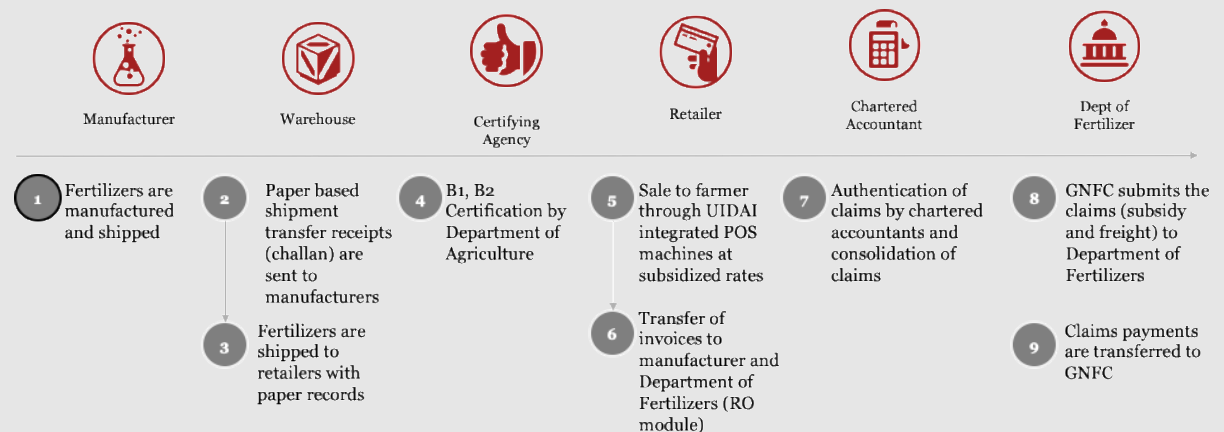 Manufacturer
Warehouse
Certifying
Agency
Retailer
Chartered
Accountant
Dept of
Fertilizer
1
Fertilizers are
manufactured
and shipped
2
Paper based
shipment
transfer receipts
(challan) are
sent to
manufacturers
3
Fertilizers are
shipped to
retailers with
paper records
4
B1, B2
Certification by
Department of
Agriculture
5
Sale to farmer
through UIDAI
integrated POS
machines at
subsidized rates
6
Transfer of
invoices to
manufacturer and
Department of
Fertilizers (RO
module)
7
Authentication of
claims by chartered
accountants and
consolidation of
claims
8
GNFC submits the
claims (subsidy
and freight) to
Department of
Fertilizers
9
Claims payments
are transferred to
GNFC